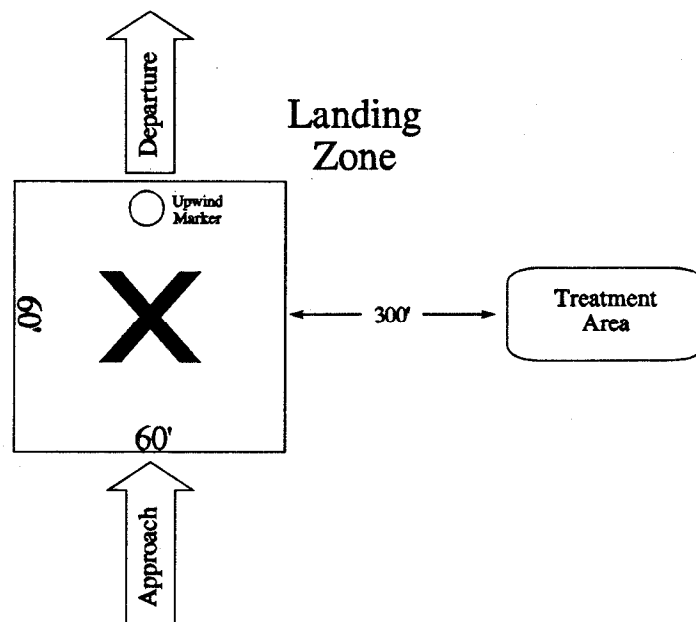 Departure
Landing
Zone
Upwind
Marker
X
60'
300'
Treatment
Area
60'
Approach